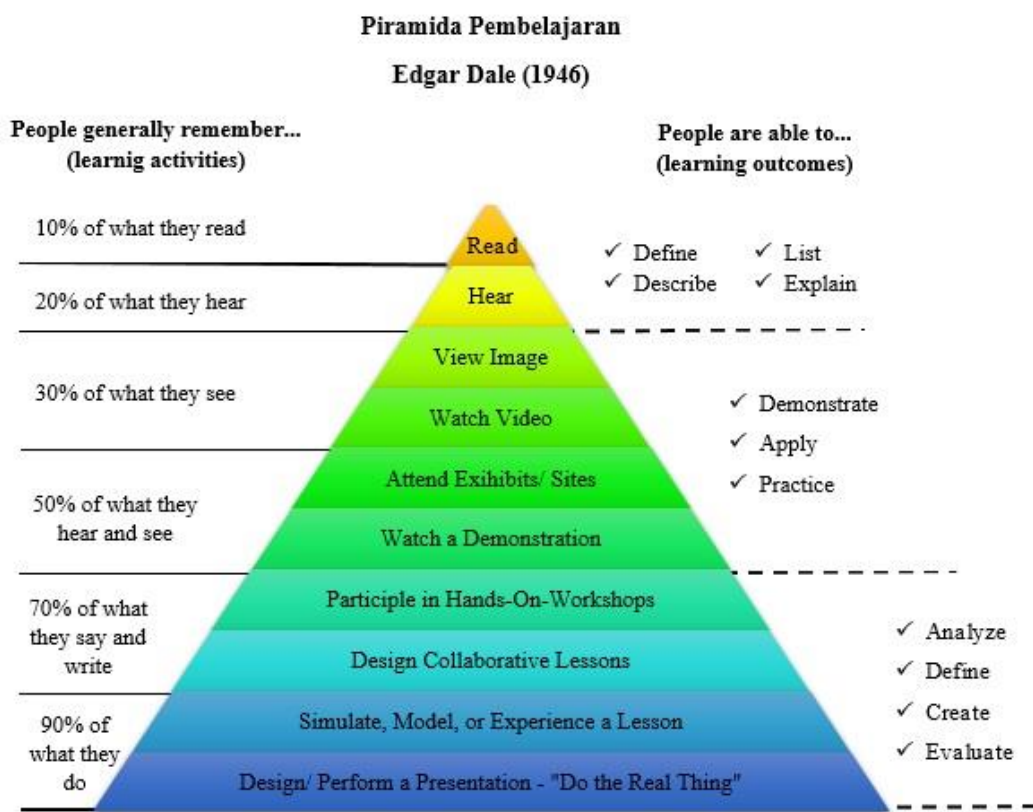 Piramida Pembelajaran
Edgar Dale (1946)
People generally remember...
(learnig activities)
People are able to...
(learning outcomes)
10% of what they read
20% of what they hear
30% of what they see
50% of what they
hear and see
70% of what
they say and
write
90% of
what they
do
Read
Hear
View Image
Watch Video
Attend Exihibits/ Sites
Watch a Demonstration
Participle in Hands-On-Workshops
Design Collaborative Lessons
Simulate, Model, or Experience a Lesson
Design/ Perform a Presentation - "Do the Real Thing"
✓ Define ✓ List
✓ Describe ✓ Explain
✓ Demonstrate
✓ Apply
✓ Practice
✓ Analyze
✓ Define
✓ Create
✓ Evaluate